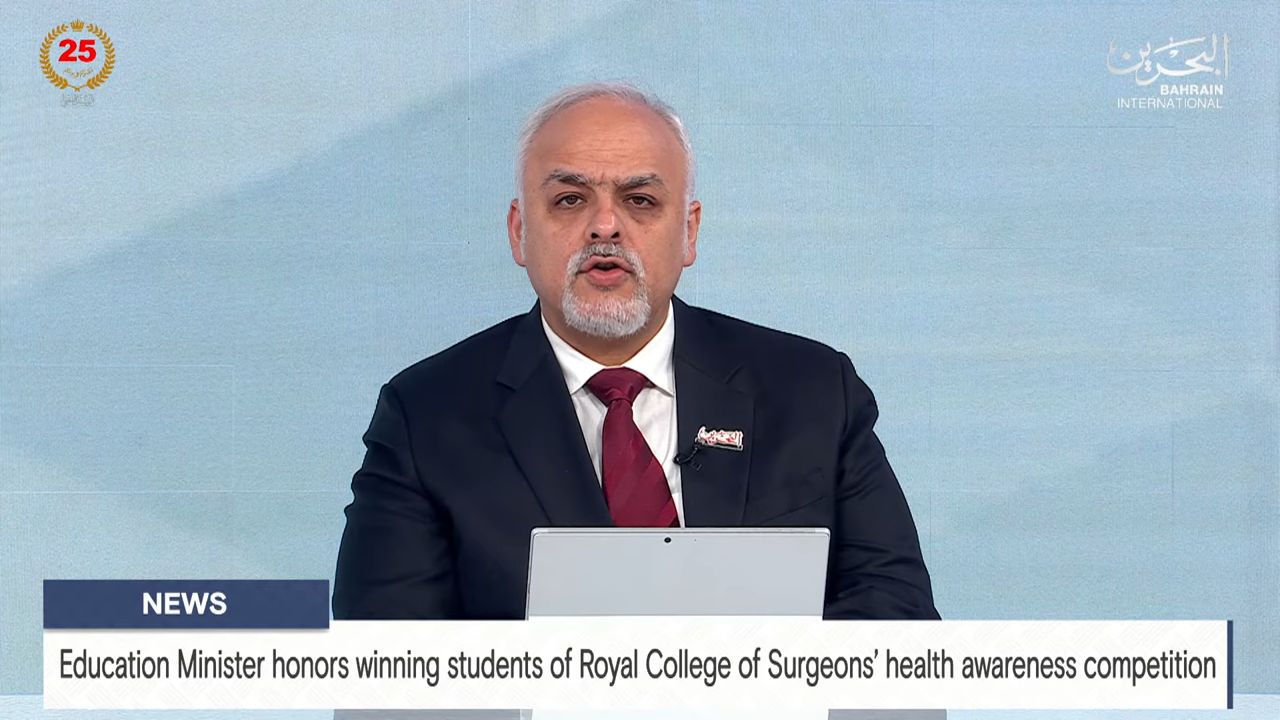 25
البحرين
BAHRAIN
INTERNATIONAL
NEWS
Education Minister honors winning students of Royal College of Surgeons’ health awareness competition